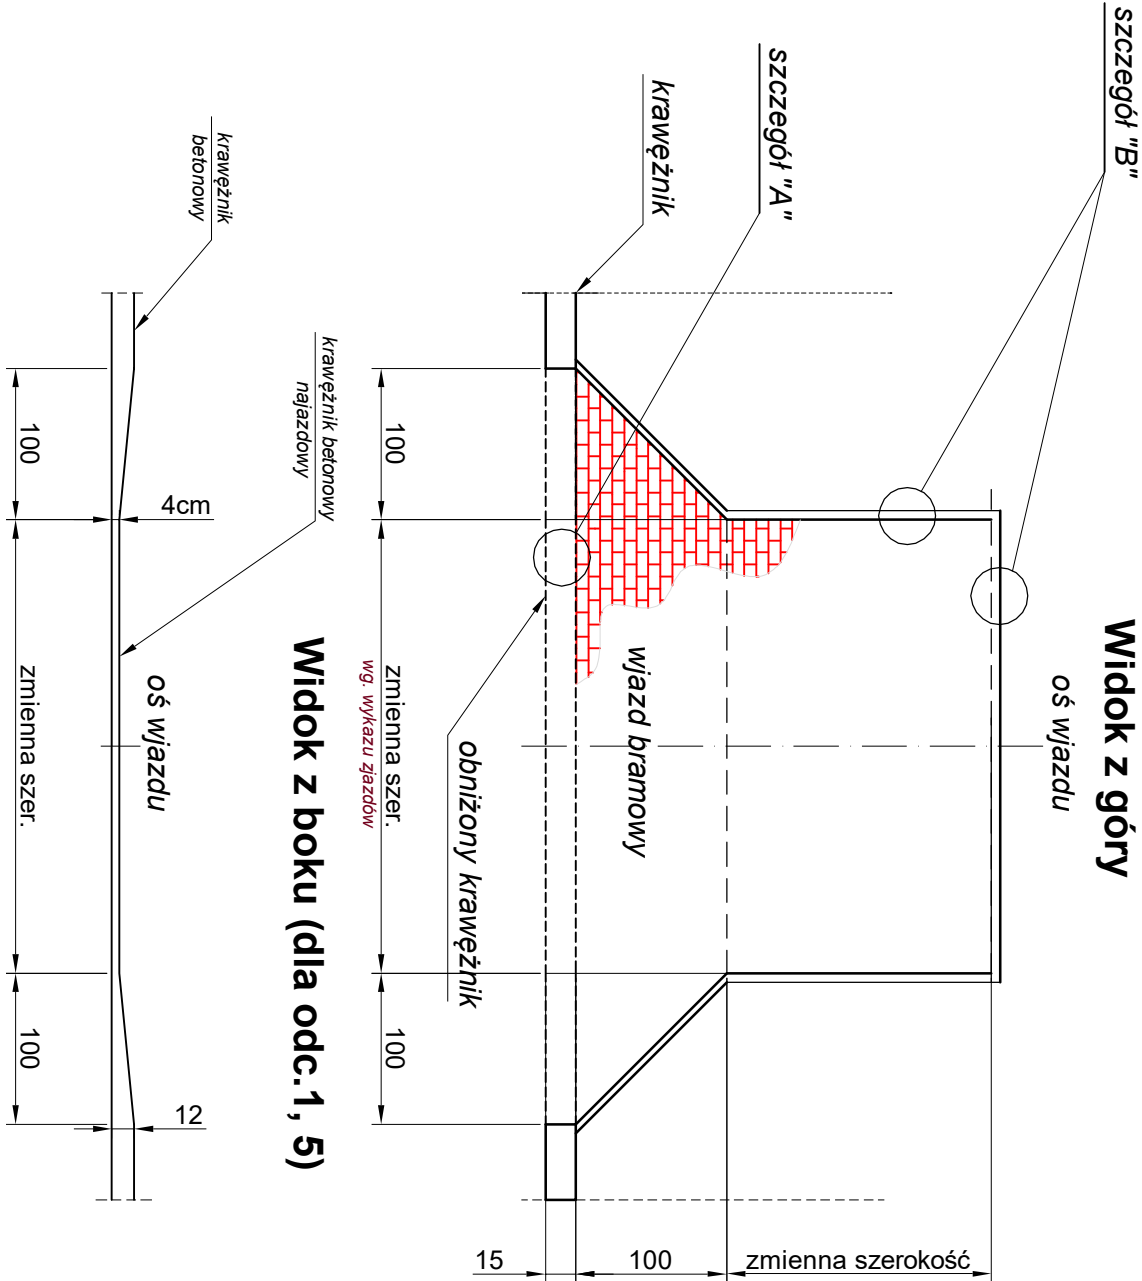 Widok z góry
oś wjazdu
szczegół "B"
szczegół "A"
krawężnik
wjazd bramowy
obniżony krawężnik
100
zmienna szer.
wg. wykazu zjazdów
100
15
100
zmienna szerokość
Widok z boku (dla odc.1, 5)
krawężnik
betonowy
krawężnik betonowy
najazdowy
oś wjazdu
4cm
12
100
zmienna szer.
100